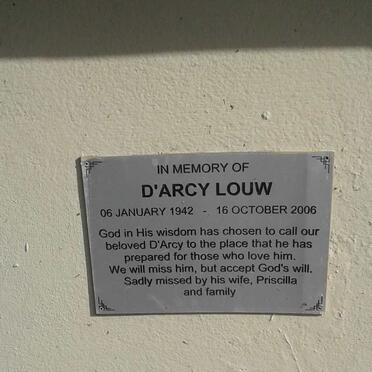 IN MEMORY OF
D'ARCY LOUW
06 JANUARY 1942 - 16 OCTOBER 2006
God in His wisdom has chosen to call our
beloved D'Arcy to the place that he has
prepared for those who love him.
We will miss him, but accept God's will.
Sadly missed by his wife, Priscilla
and family